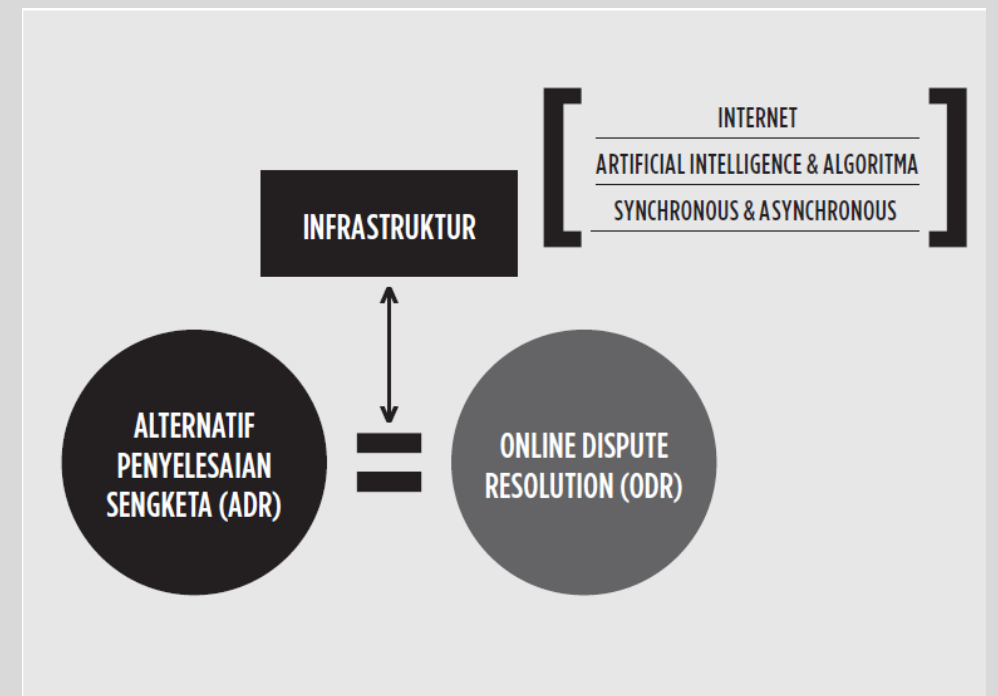 INTERNET
ARTIFICIAL INTELLIGENCE & ALGORITMA
SYNCHRONOUS & ASYNCHRONOUS
INFRASTRUKTUR
ALTERNATIF
PENYELESAIAN
SENGKETA (ADR)
ONLINE DISPUTE
RESOLUTION (ODR)